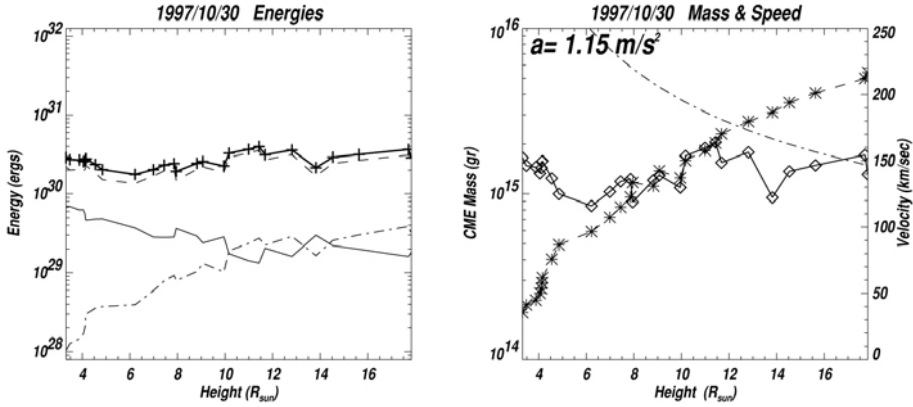 1997/10/30 Energies
10^32
10^31
10^30
10^29
10^28
Energy (ergs)
4 6 8 10 12 14 16
Height (R_sun)
1997/10/30 Mass & Speed
a= 1.15 m/s^2
10^16
10^15
10^14
CME Mass (gr)
250
200
150
100
50
0
Velocity (km/sec)
4 6 8 10 12 14 16
Height (R_sun)